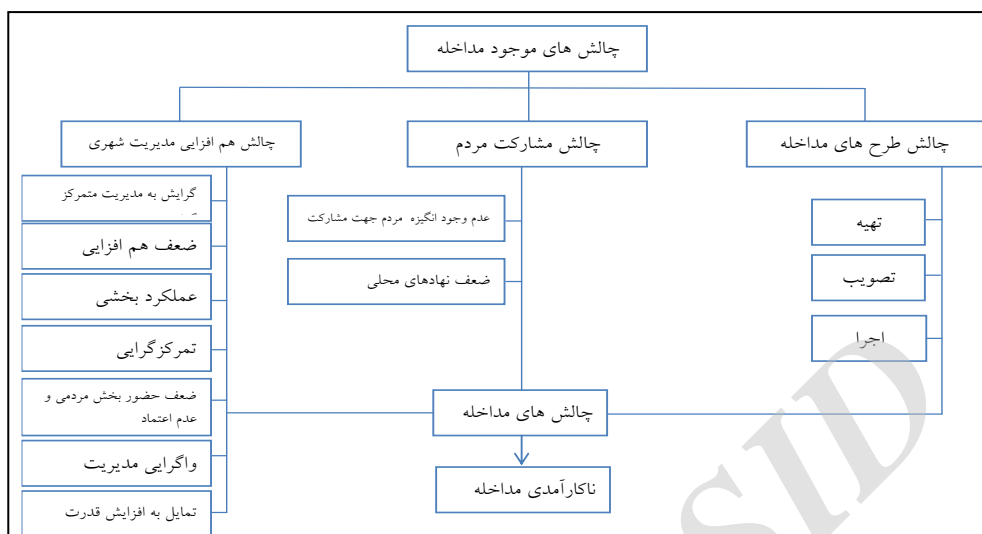 چالش های موجود مداخله
چالش طرح های مداخله
چالش مشارکت مردم
چالش هم افزایی مدیریت شهری
تهیه
تصویب
اجرا
عدم وجود انگیزه مردم جهت مشارکت
ضعف نهادهای محلی
گرایش به مدیریت متمرکز
ضعف هم افزایی
عملکرد بخشی
تمرکزگرایی
ضعف حضور بخش مردمی و
عدم اعتماد
واگرایی مدیریت
تمایل به افزایش قدرت
چالش های مداخله
ناکارآمدی مداخله
SID